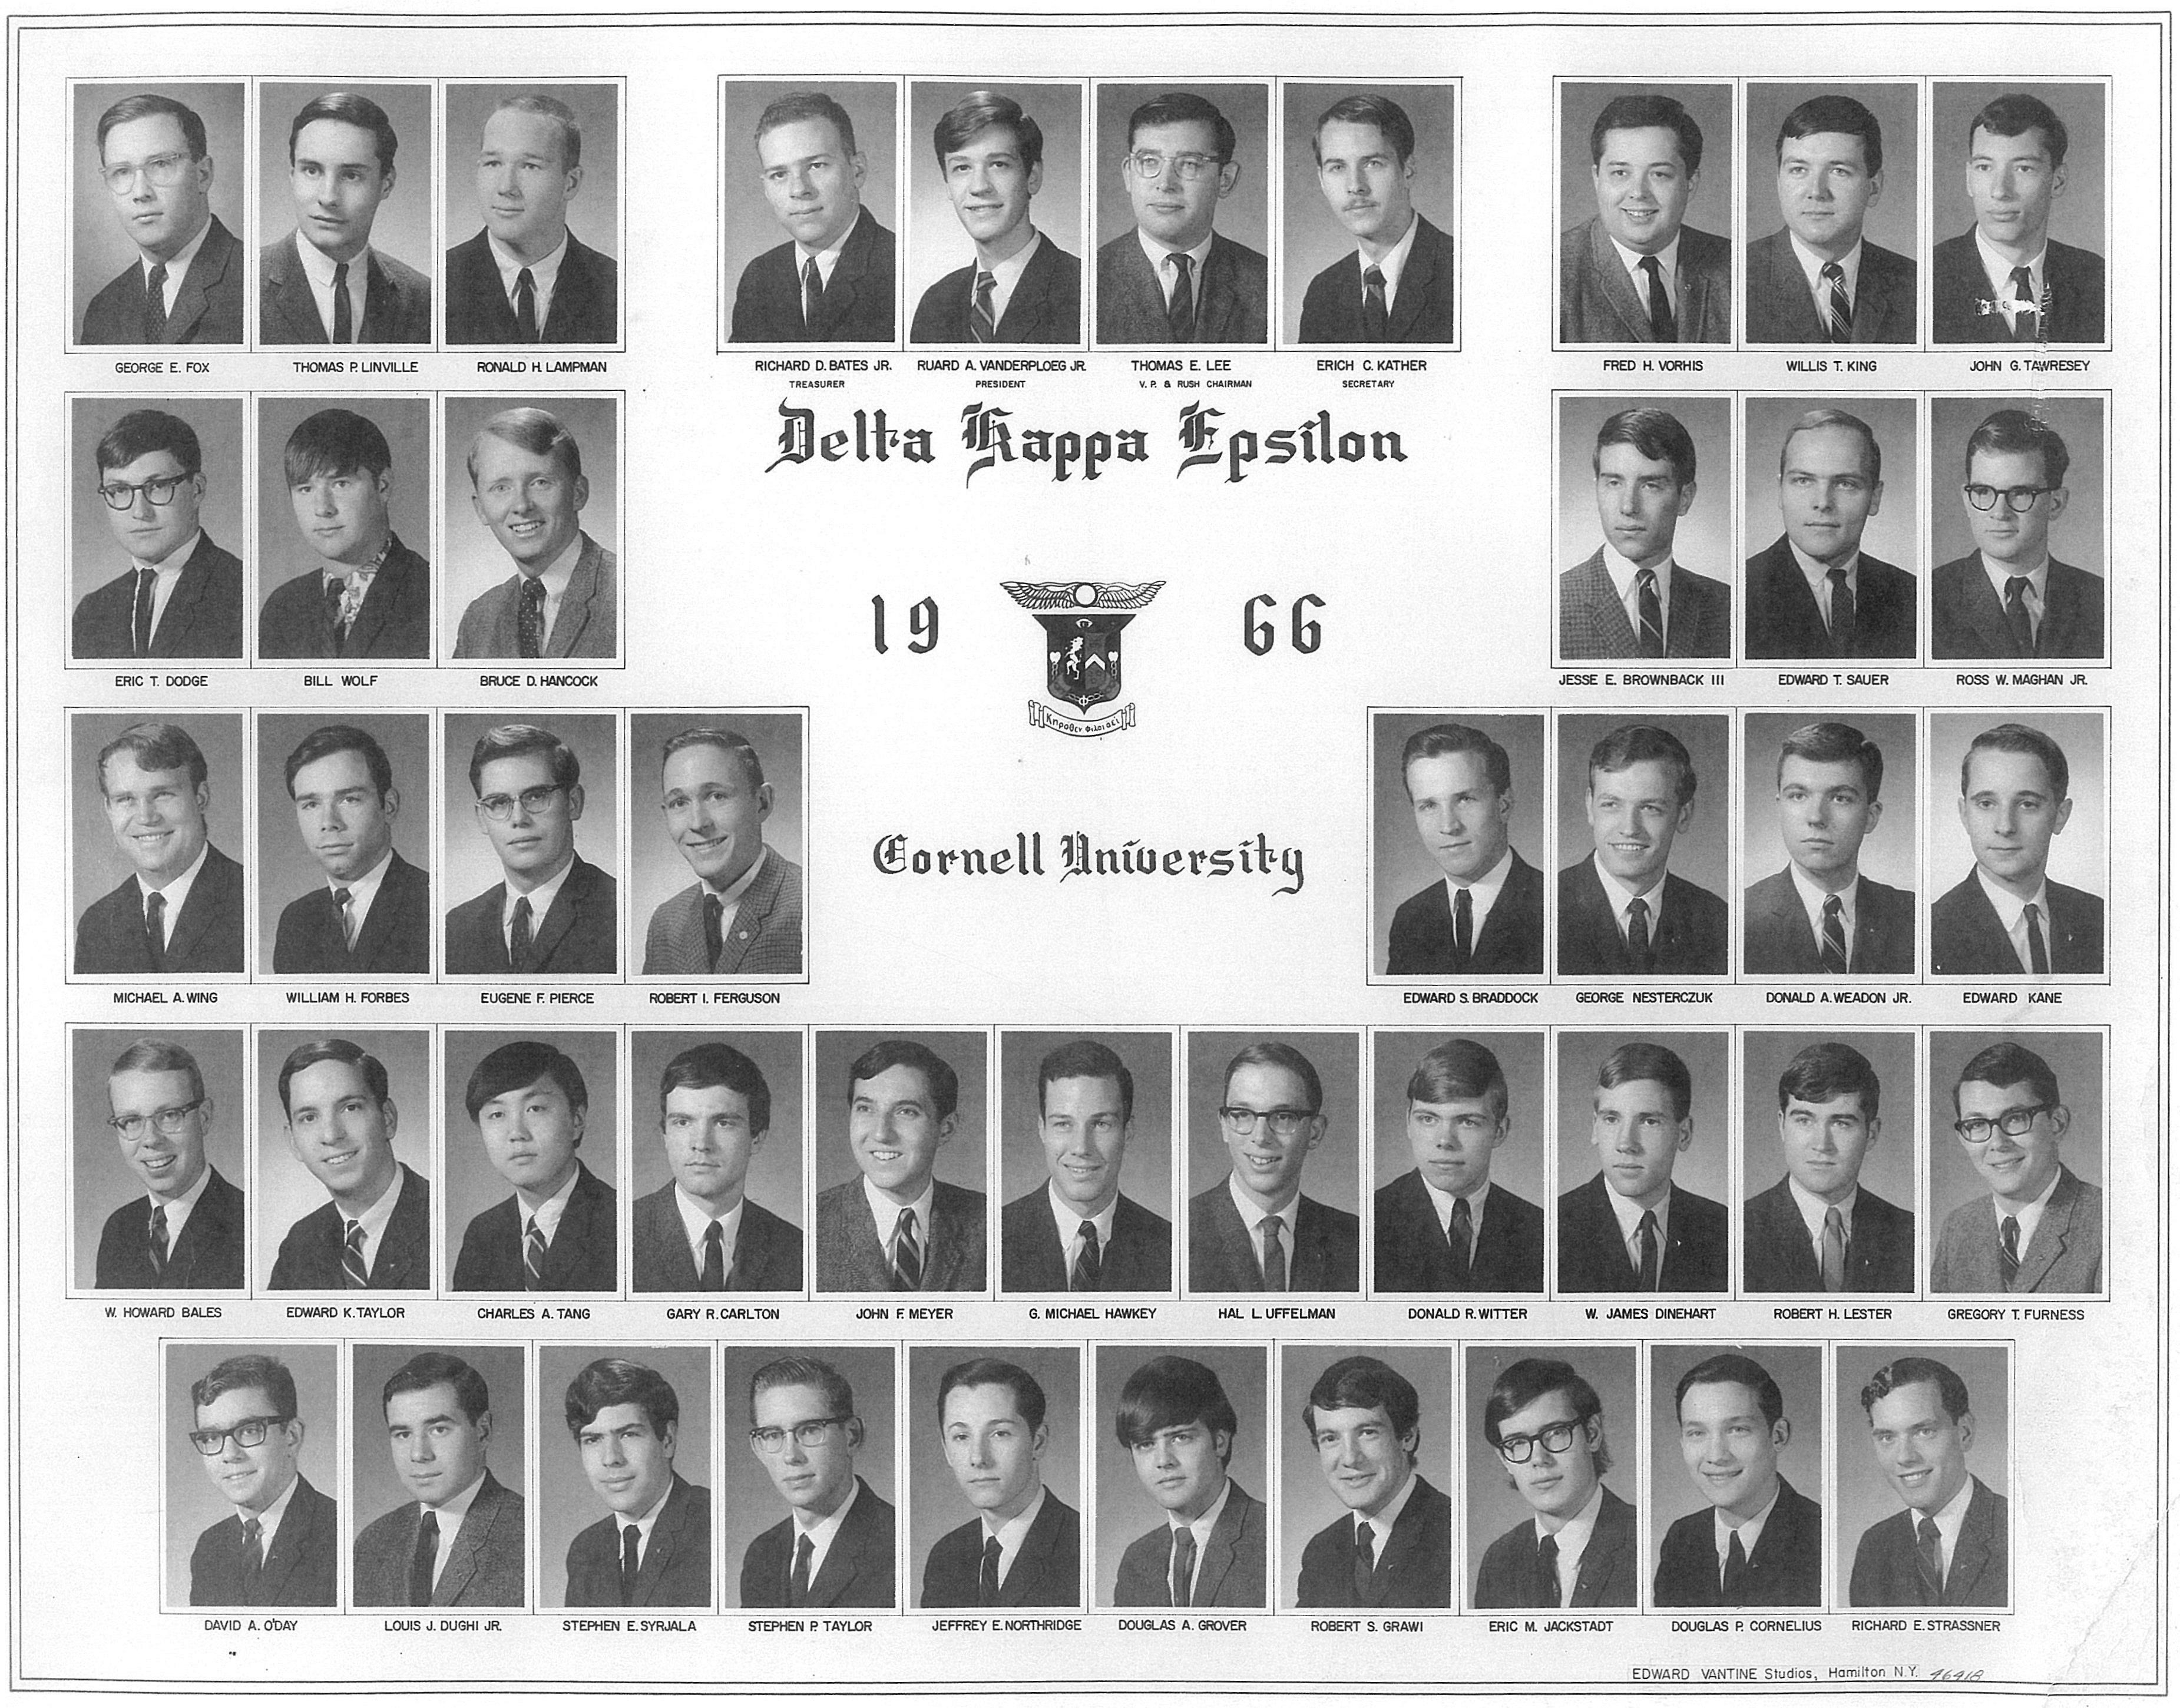 GEORGE E. FOX
THOMAS P. LINVILLE
RONALD H. LAMPMAN
RICHARD D. BATES JR.
TREASURER
RUARD A. VANDERPLOEG JR.
PRESIDENT
THOMAS E. LEE
V. P. & RUSH CHAIRMAN
ERICH C. KATHER
SECRETARY
FRED H. VORHIS
WILLIS T. KING
JOHN G. TAWRESEY
Delta Kappa Epsilon
ERIC T. DODGE
BILL WOLF
BRUCE D. HANCOCK
19 66
JESSE E. BROWNBACK III
EDWARD T. SAUER
ROSS W. MAGHAN JR.
Κηροθεν Φιλοι αεί
Cornell University
MICHAEL A. WING
WILLIAM H. FORBES
EUGENE F. PIERCE
ROBERT I. FERGUSON
EDWARD S. BRADDOCK
GEORGE NESTERCZUK
DONALD A. WEADON JR.
EDWARD KANE
W. HOWARD BALES
EDWARD K. TAYLOR
CHARLES A. TANG
GARY R. CARLTON
JOHN F. MEYER
G. MICHAEL HAWKEY
HAL L. UFFELMAN
DONALD R. WITTER
W. JAMES DINEHART
ROBERT H. LESTER
GREGORY T. FURNESS
DAVID A. O'DAY
LOUIS J. DUGHI JR.
STEPHEN E. SYRJALA
STEPHEN P. TAYLOR
JEFFREY E. NORTHRIDGE
DOUGLAS A. GROVER
ROBERT S. GRAWI
ERIC M. JACKSTADT
DOUGLAS P. CORNELIUS
RICHARD E. STRASSNER
EDWARD VANTINE Studios, Hamilton N.Y. 46418